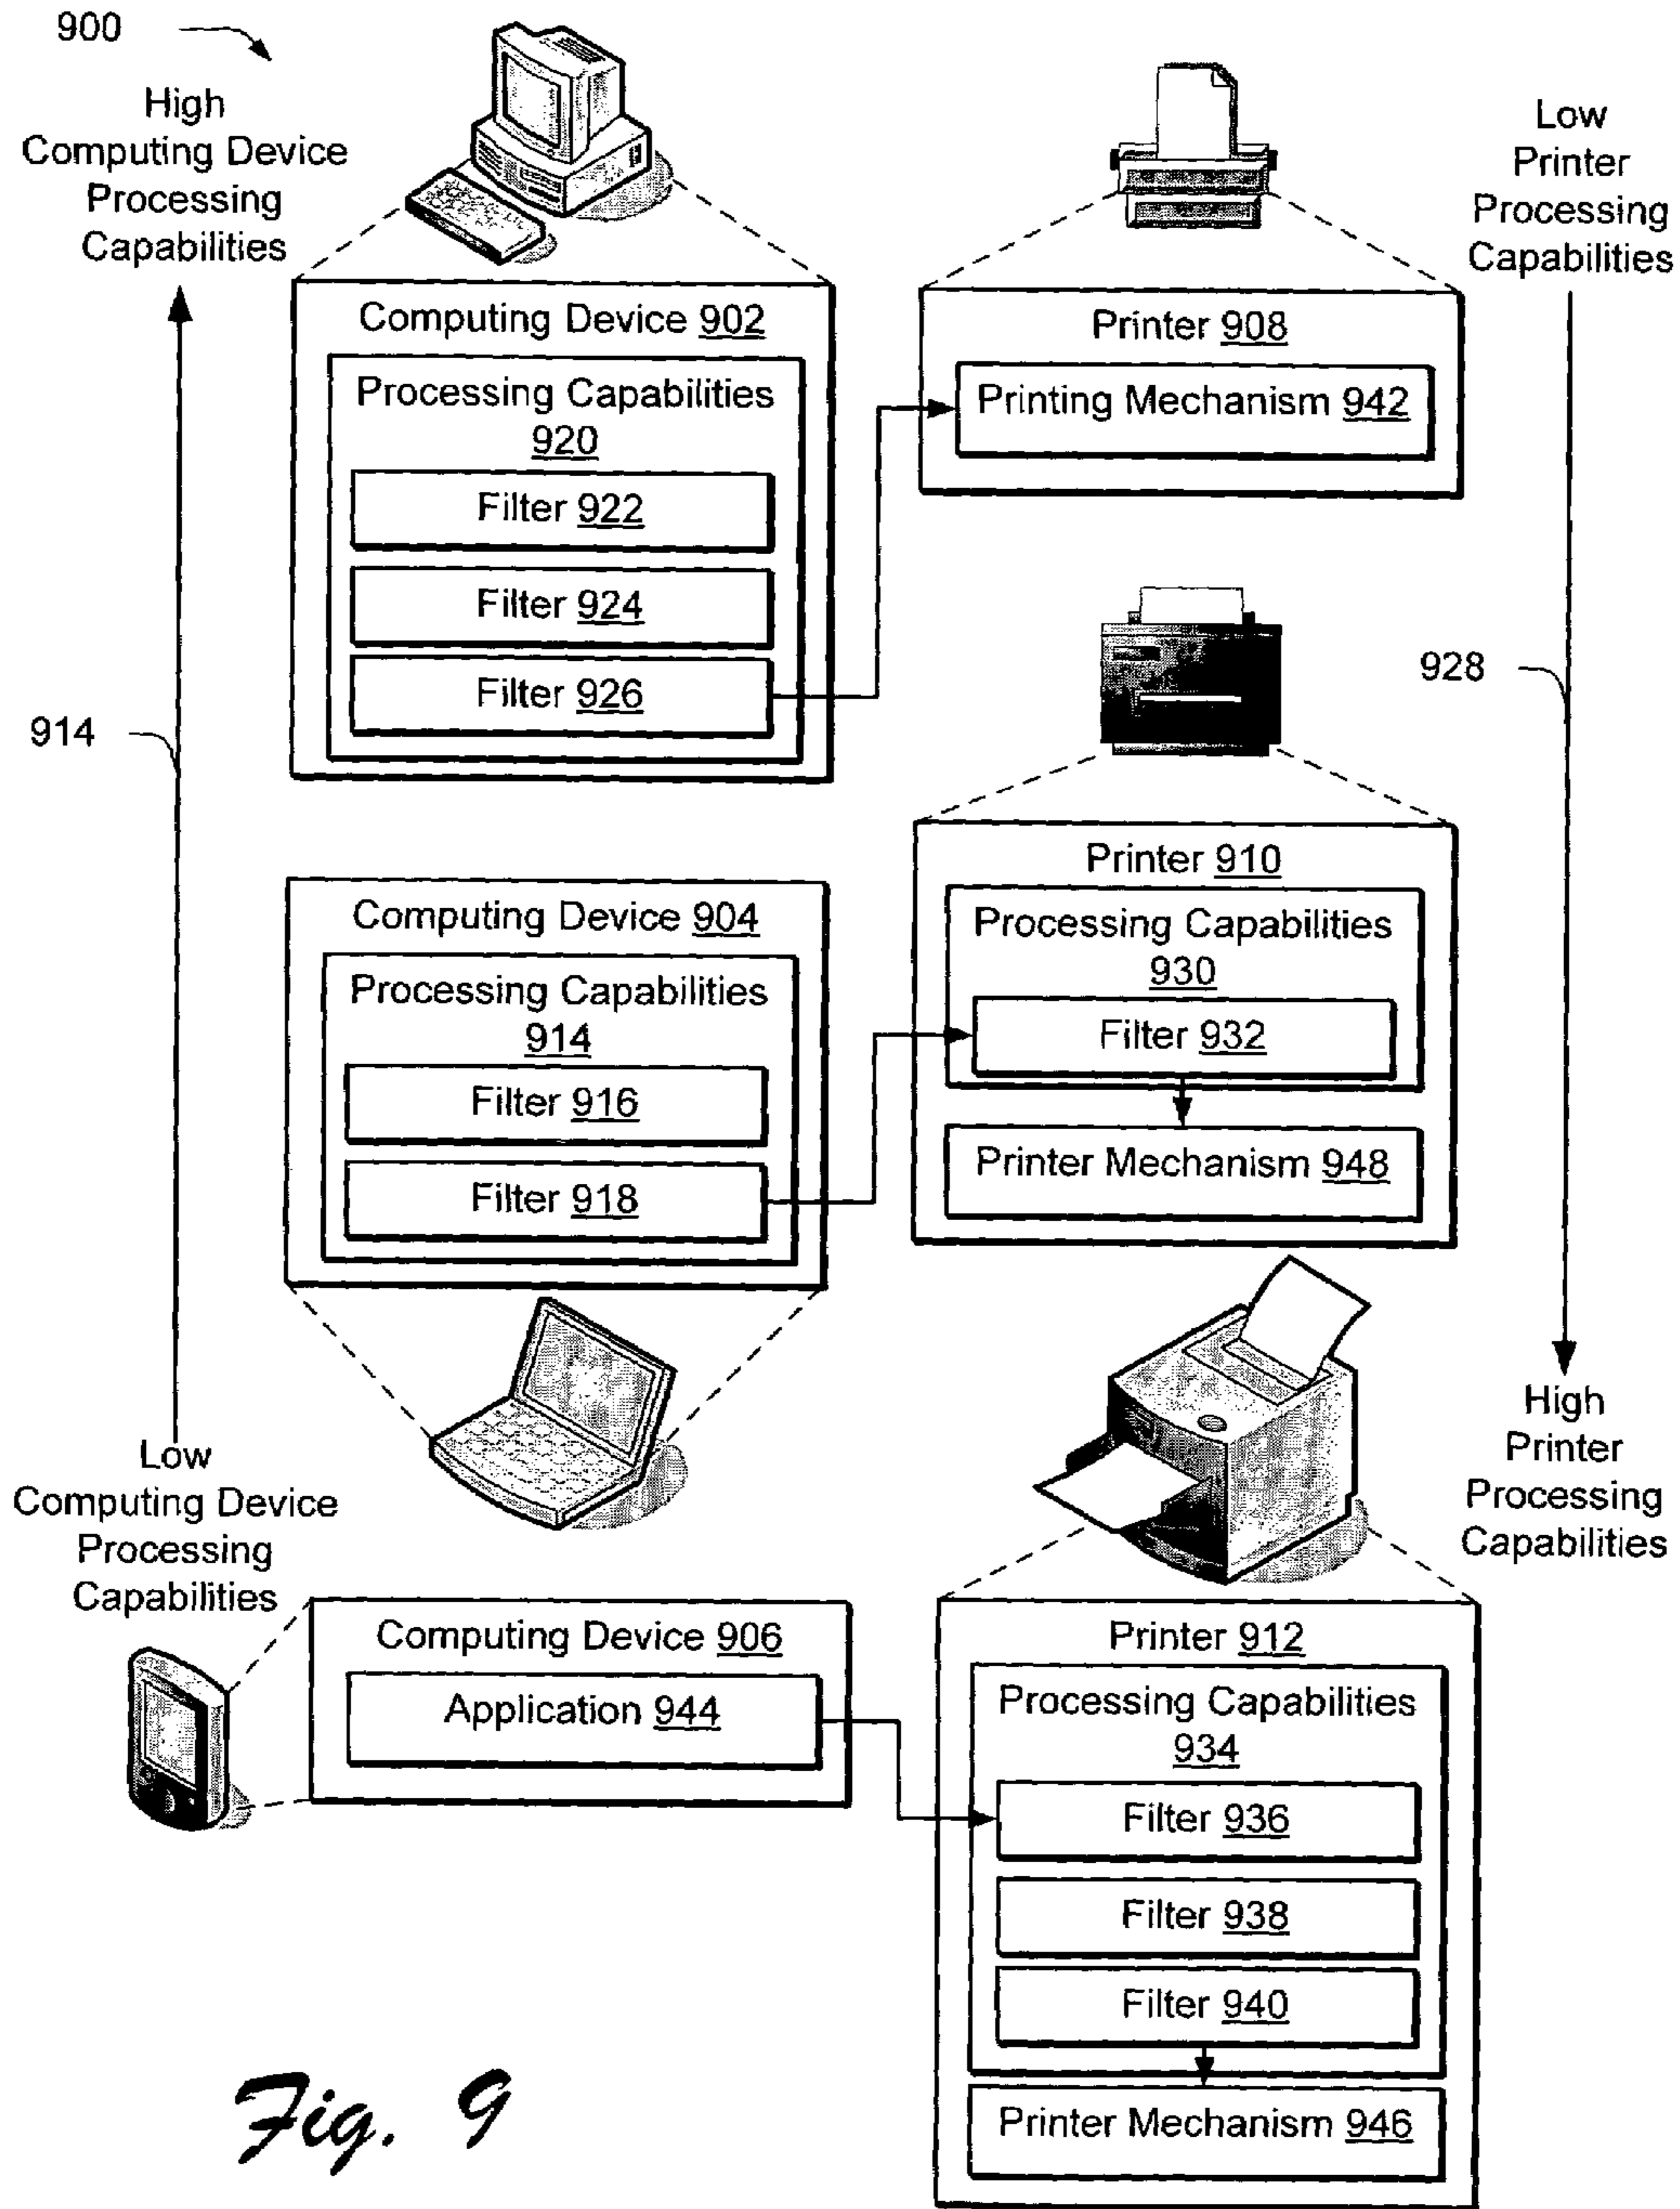 900
High
Computing Device
Processing
Capabilities
Low
Printer
Processing
Capabilities
Computing Device 902
Processing Capabilities
920
Filter 922
Filter 924
Filter 926
Printer 908
Printing Mechanism 942
914
928
Computing Device 904
Processing Capabilities
914
Filter 916
Filter 918
Printer 910
Processing Capabilities
930
Filter 932
Printer Mechanism 948
Low
Computing Device
Processing
Capabilities
High
Printer
Processing
Capabilities
Computing Device 906
Application 944
Printer 912
Processing Capabilities
934
Filter 936
Filter 938
Filter 940
Printer Mechanism 946
Fig. 9